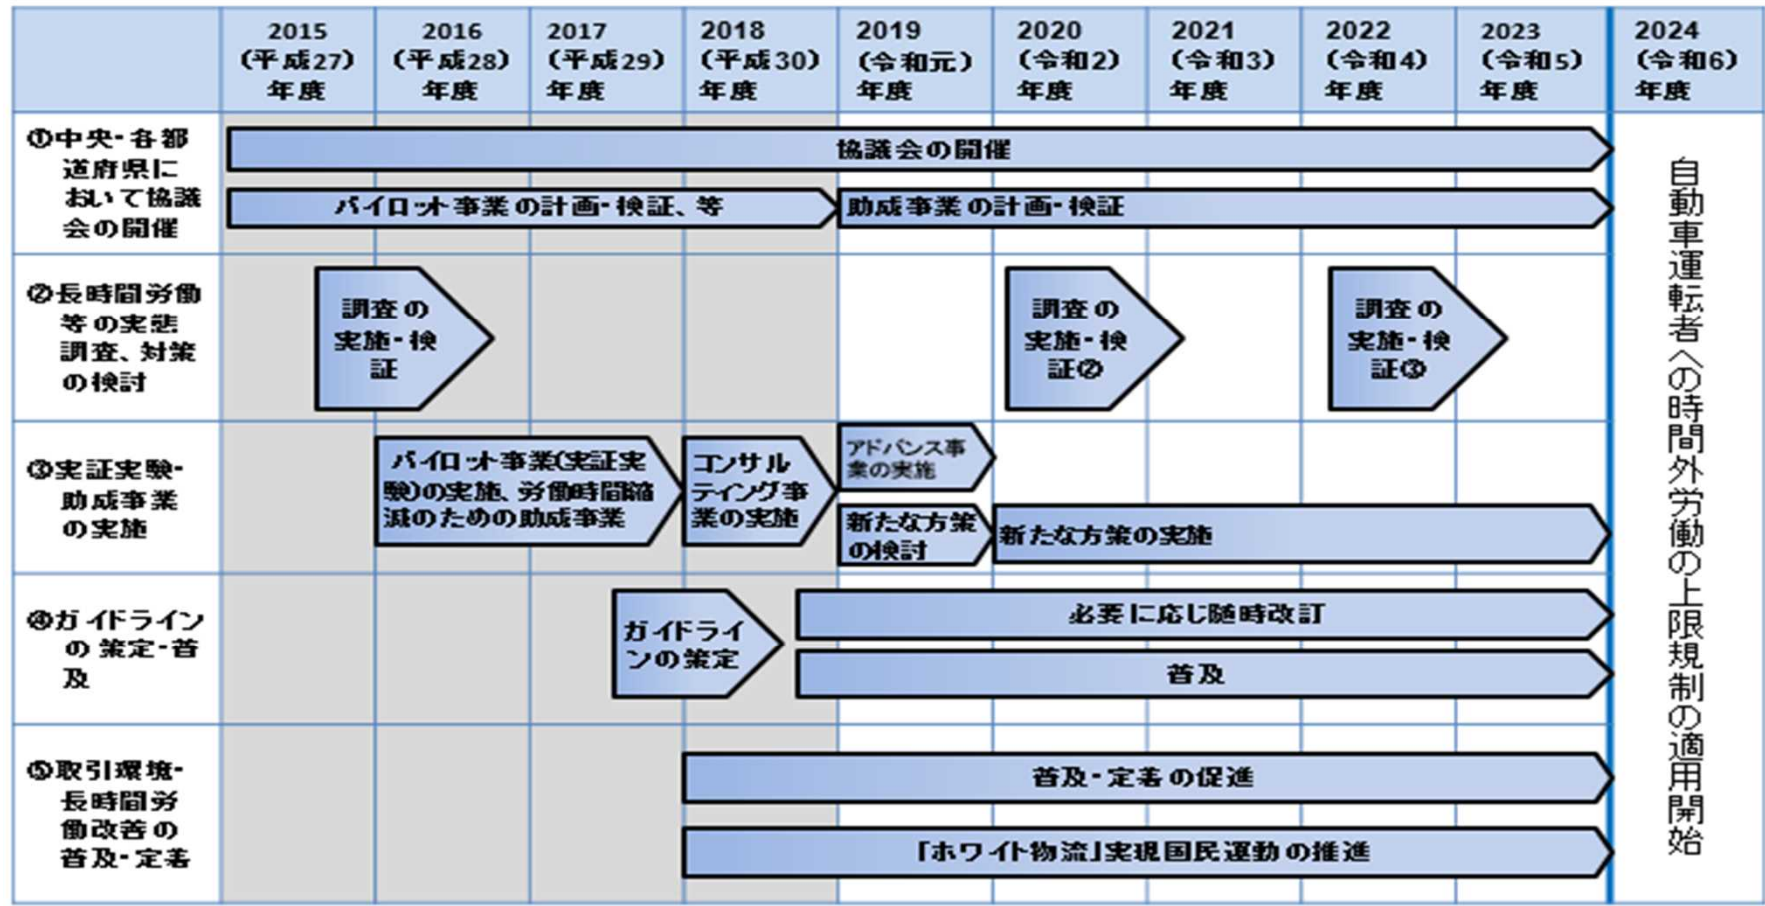 2015
(平成27)
年度
2016
(平成28)
年度
2017
(平成29)
年度
2018
(平成30)
年度
2019
(令和元)
年度
2020
(令和2)
年度
2021
(令和3)
年度
2022
(令和4)
年度
2023
(令和5)
年度
2024
(令和6)
年度
①中央・各都
道府県に
おいて協議
会の開催
協議会の開催
パイロット事業の計画・検証、等
助成事業の計画・検証
②長時間労働
等の実態
調査、対策
の検討
調査の
実施・検
証
調査の
実施・検
証②
調査の
実施・検
証③
③実証実験・
助成事業
の実施
パイロット事業(実証実
験)の実施、労働時間縮
減のための助成事業
コンサル
ティング事
業の実施
アドバンス事
業の実施
新たな方策
の検討
新たな方策の実施
④ガイドライン
の策定・普
及
ガイドライ
ンの策定
必要に応じ随時改訂
普及
⑤取引環境・
長時間労
働改善の
普及・定着
普及・定着の促進
「ホワイト物流」実現国民運動の推進
自動車運転者への時間外労働の上限規制の適用開始